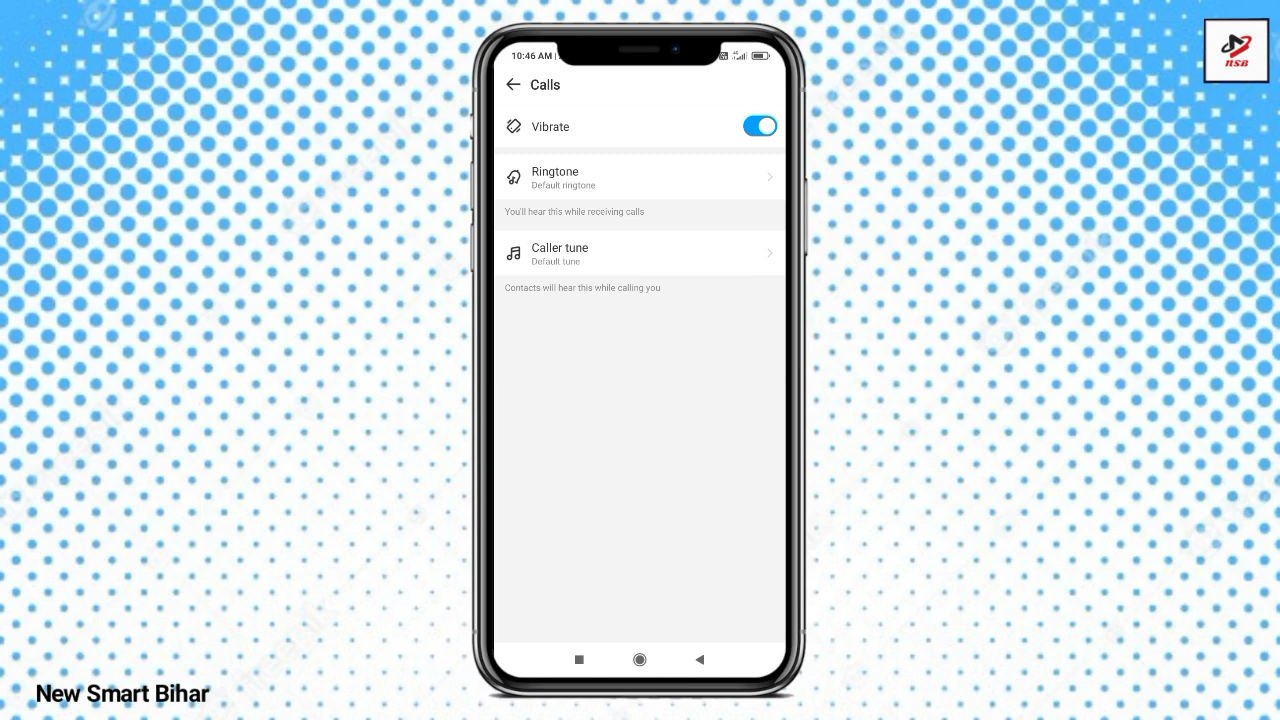 NSB
10:46 AM
Calls
Vibrate
Ringtone
Default ringtone
You'll hear this while receiving calls
Caller tune
Default tune
Contacts will hear this while calling you
New Smart Bihar